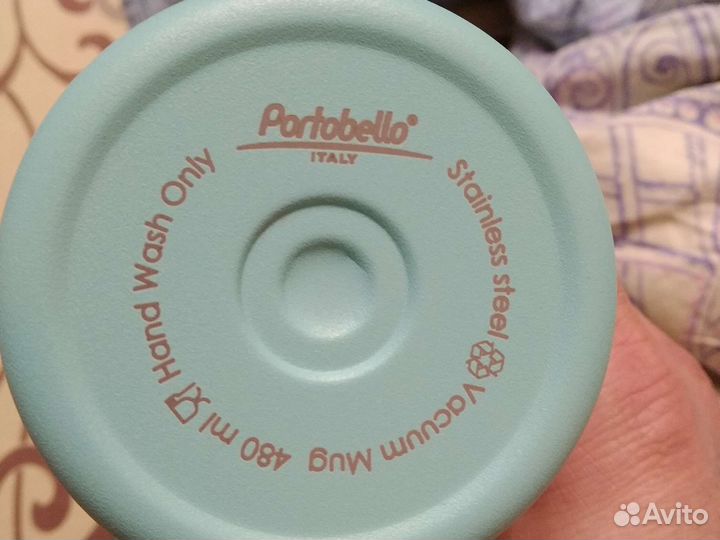 Portobello®
ITALY
Stainless steel
Vacuum Mug
480 ml
Hand Wash Only
Avito